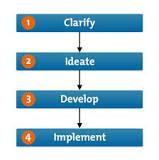 1 Clarify
2 Ideate
3 Develop
4 Implement